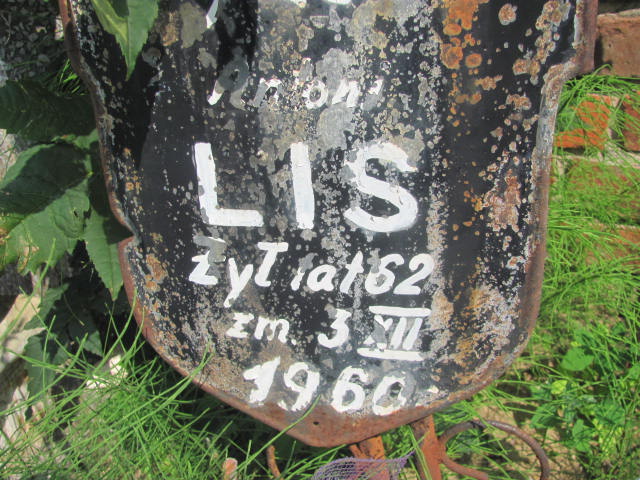 Antoni
LIS
żył lat 62
zm. 3 XII
1960